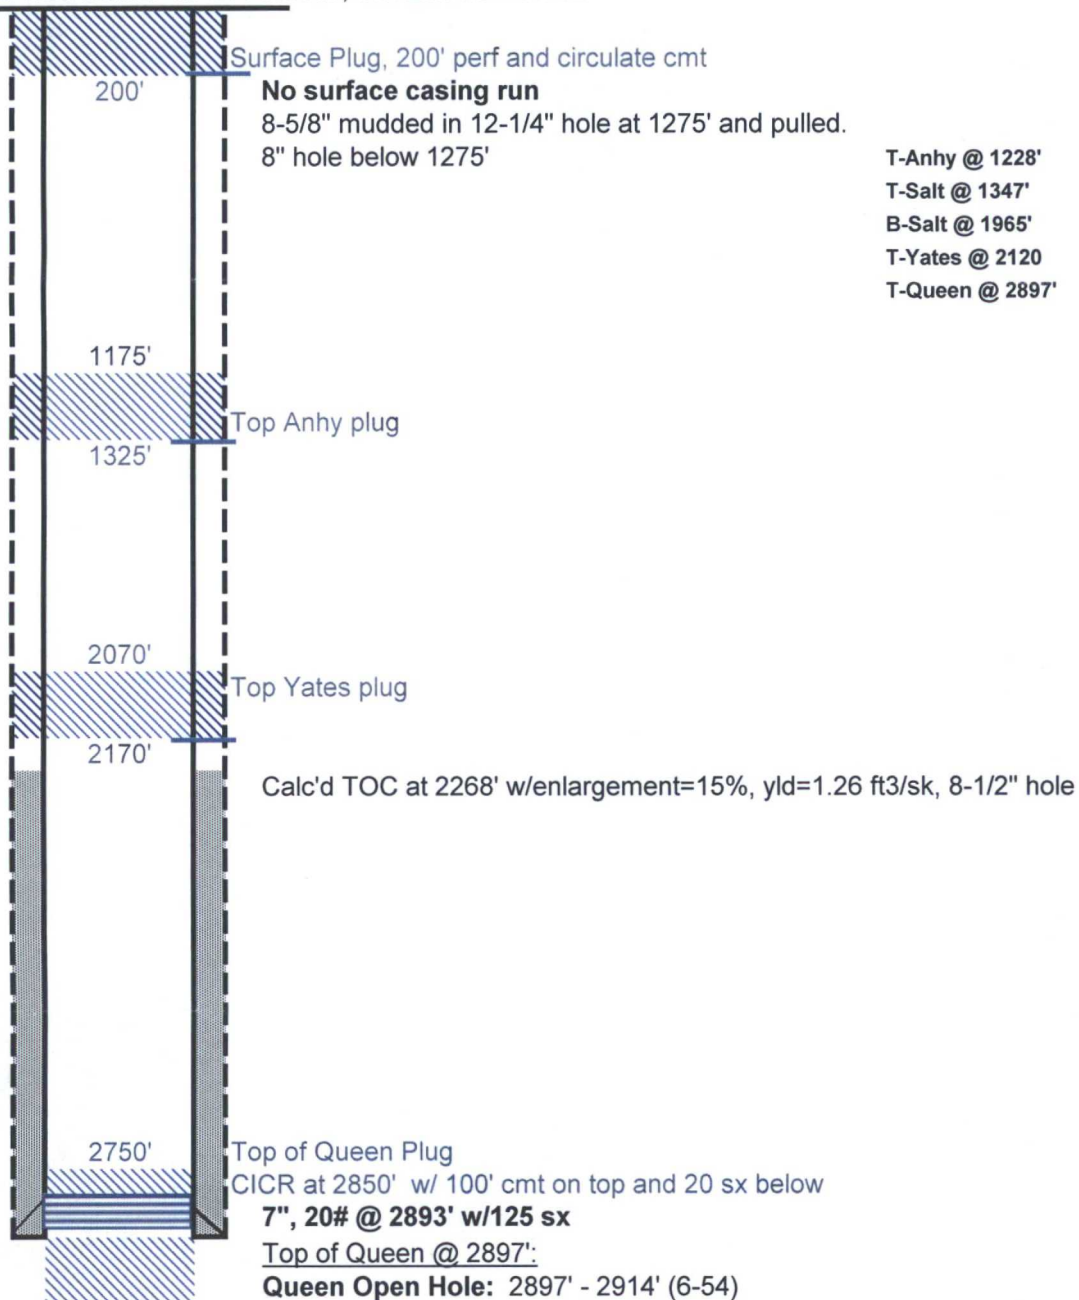 Surface Plug, 200' perf and circulate cmt
200'
No surface casing run
8-5/8" mudded in 12-1/4" hole at 1275' and pulled.
8" hole below 1275'
T-Anhy @ 1228'
T-Salt @ 1347'
B-Salt @ 1965'
T-Yates @ 2120
T-Queen @ 2897'
1175'
Top Anhy plug
1325'
2070'
Top Yates plug
2170'
Calc'd TOC at 2268' w/enlargement=15%, yld=1.26 ft3/sk, 8-1/2" hole
2750'
Top of Queen Plug
CICR at 2850' w/ 100' cmt on top and 20 sx below
7", 20# @ 2893' w/125 sx
Top of Queen @ 2897':
Queen Open Hole: 2897' - 2914' (6-54)